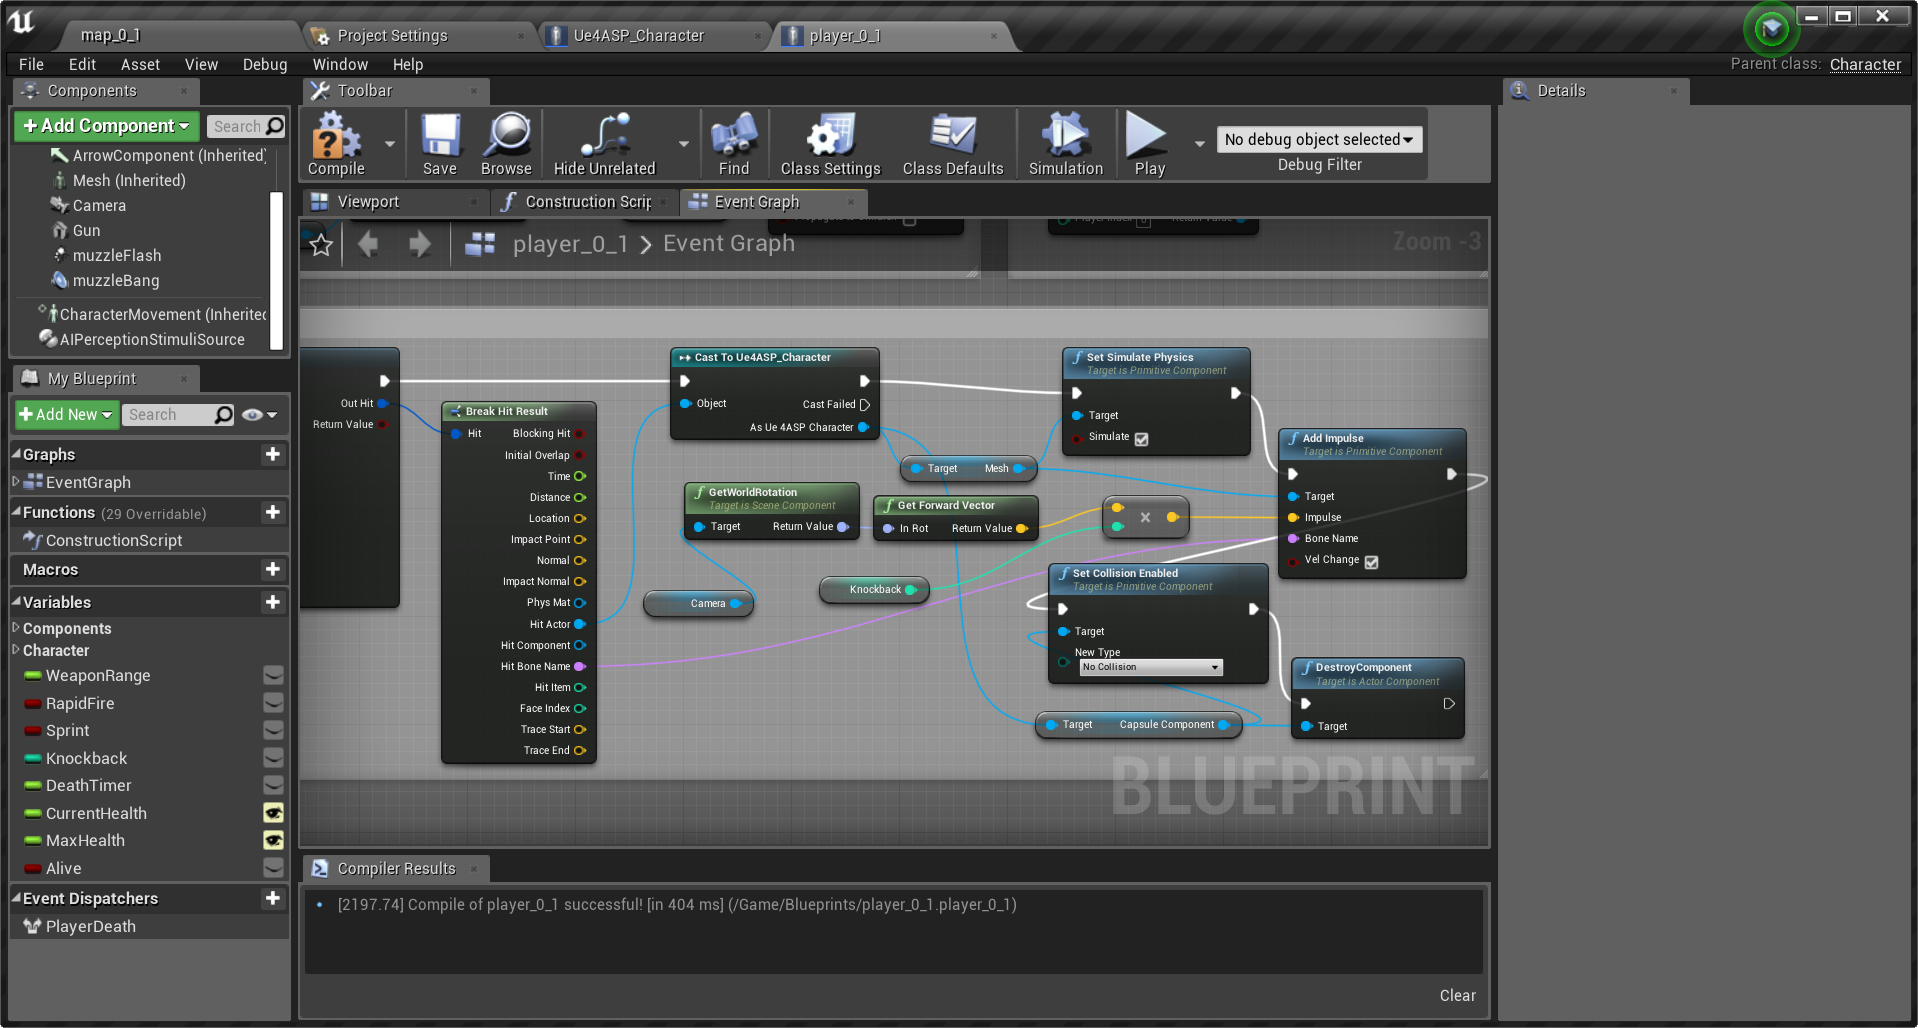 map_0_1
Project Settings
Ue4ASP_Character
player_0_1
File Edit Asset View Debug Window Help
Parent class: Character
Components
Toolbar
Details
+ Add Component
Search
ArrowComponent (Inherited)
Mesh (Inherited)
Camera
Gun
muzzleFlash
muzzleBang
CharacterMovement (Inherited
AIPerceptionStimuliSource
Compile
Save
Browse
Hide Unrelated
Find
Class Settings
Class Defaults
Simulation
Play
No debug object selected
Debug Filter
Viewport
Construction Scrip
Event Graph
My Blueprint
+ Add New
Search
Graphs
EventGraph
Functions (29 Overridable)
ConstructionScript
Macros
Variables
Components
Character
WeaponRange
RapidFire
Sprint
Knockback
DeathTimer
CurrentHealth
MaxHealth
Alive
Event Dispatchers
PlayerDeath
player_0_1 > Event Graph
Zoom -3
Out Hit
Return Value
Break Hit Result
Hit
Blocking Hit
Initial Overlap
Time
Distance
Location
Impact Point
Normal
Impact Normal
Phys Mat
Hit Actor
Hit Component
Hit Bone Name
Hit Item
Face Index
Trace Start
Trace End
Cast To Ue4ASP_Character
Object
Cast Failed
As Ue 4ASP Character
Target Mesh
GetWorldRotation
Target is Scene Component
Target Return Value
Get Forward Vector
In Rot Return Value
Camera
Knockback
Set Simulate Physics
Target is Primitive Component
Target
Simulate
Add Impulse
Target is Primitive Component
Target
Impulse
Bone Name
Vel Change
Set Collision Enabled
Target is Primitive Component
Target
New Type
No Collision
Target Capsule Component
DestroyComponent
Target is Actor Component
Target
BLUEPRINT
Compiler Results
[2197.74] Compile of player_0_1 successful! [in 404 ms] (/Game/Blueprints/player_0_1.player_0_1)
Clear